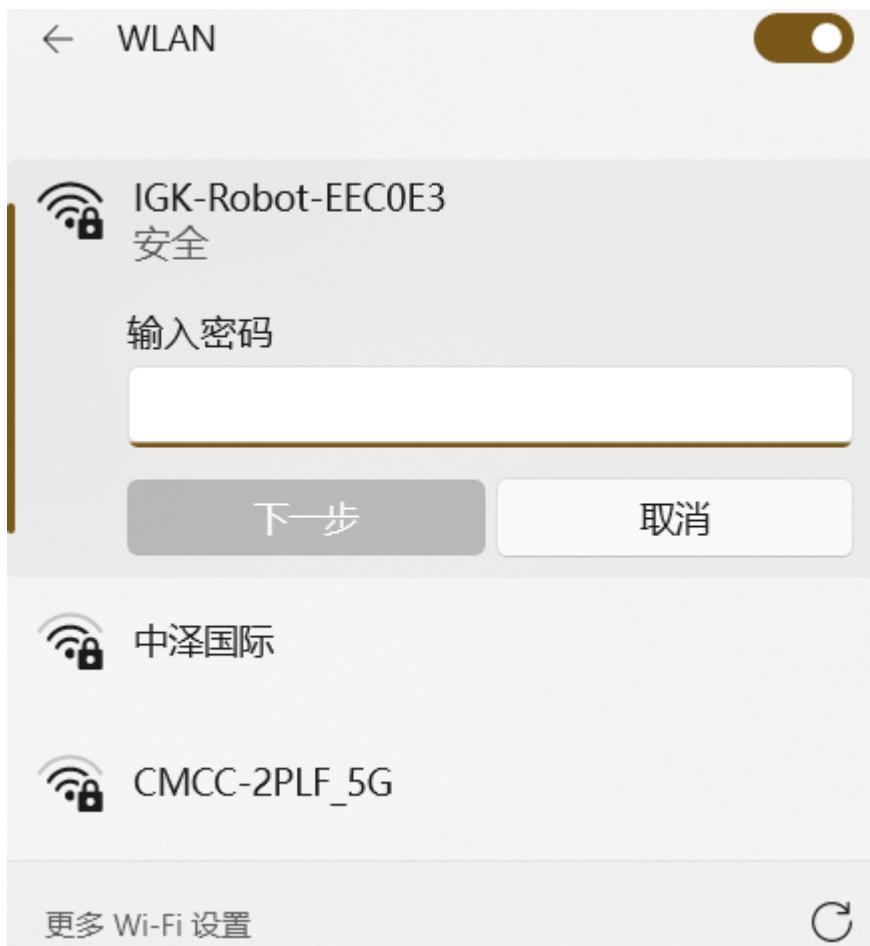 WLAN
IGK-Robot-EEC0E3
安全
输入密码
下一步
取消
中泽国际
CMCC-2PLF_5G
更多 Wi-Fi 设置